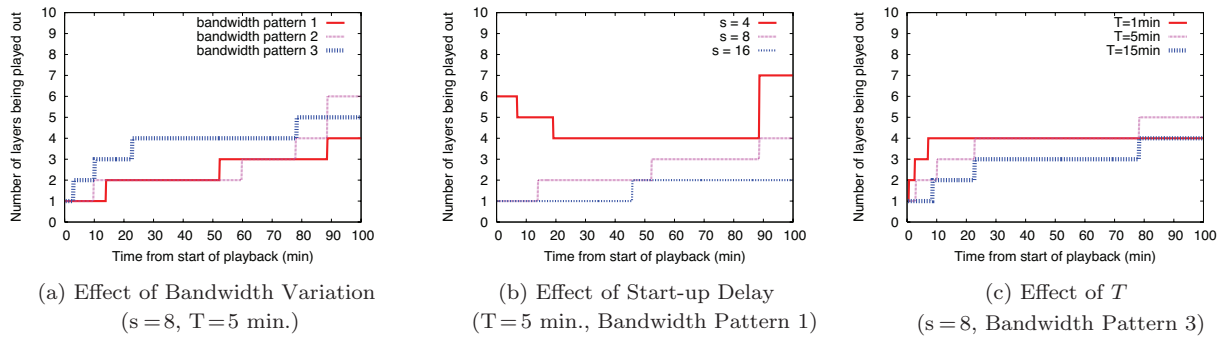 Number of layers being played out
10
9
8
7
6
5
4
3
2
1
0
bandwidth pattern 1
bandwidth pattern 2
bandwidth pattern 3
0 10 20 30 40 50 60 70 80 90 100
Time from start of playback (min)
(a) Effect of Bandwidth Variation
(s = 8, T = 5 min.)
Number of layers being played out
10
9
8
7
6
5
4
3
2
1
0
s = 4
s = 8
s = 16
0 10 20 30 40 50 60 70 80 90 100
Time from start of playback (min)
(b) Effect of Start-up Delay
(T = 5 min., Bandwidth Pattern 1)
Number of layers being played out
10
9
8
7
6
5
4
3
2
1
0
T=1min
T=5min
T=15min
0 10 20 30 40 50 60 70 80 90 100
Time from start of playback (min)
(c) Effect of T
(s = 8, Bandwidth Pattern 3)